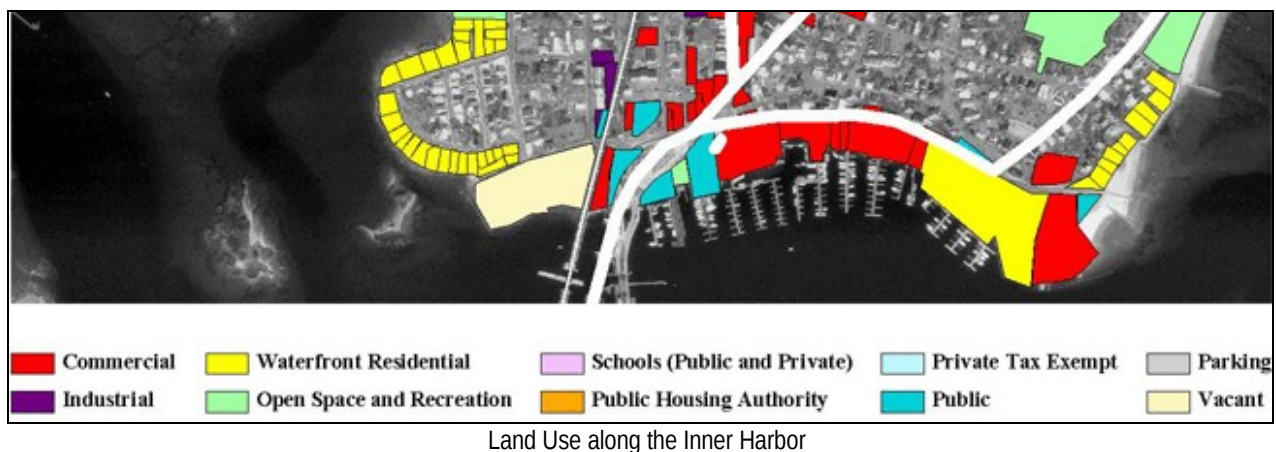 Commercial Waterfront Residential Schools (Public and Private) Private Tax Exempt Parking
Industrial Open Space and Recreation Public Housing Authority Public Vacant
Land Use along the Inner Harbor